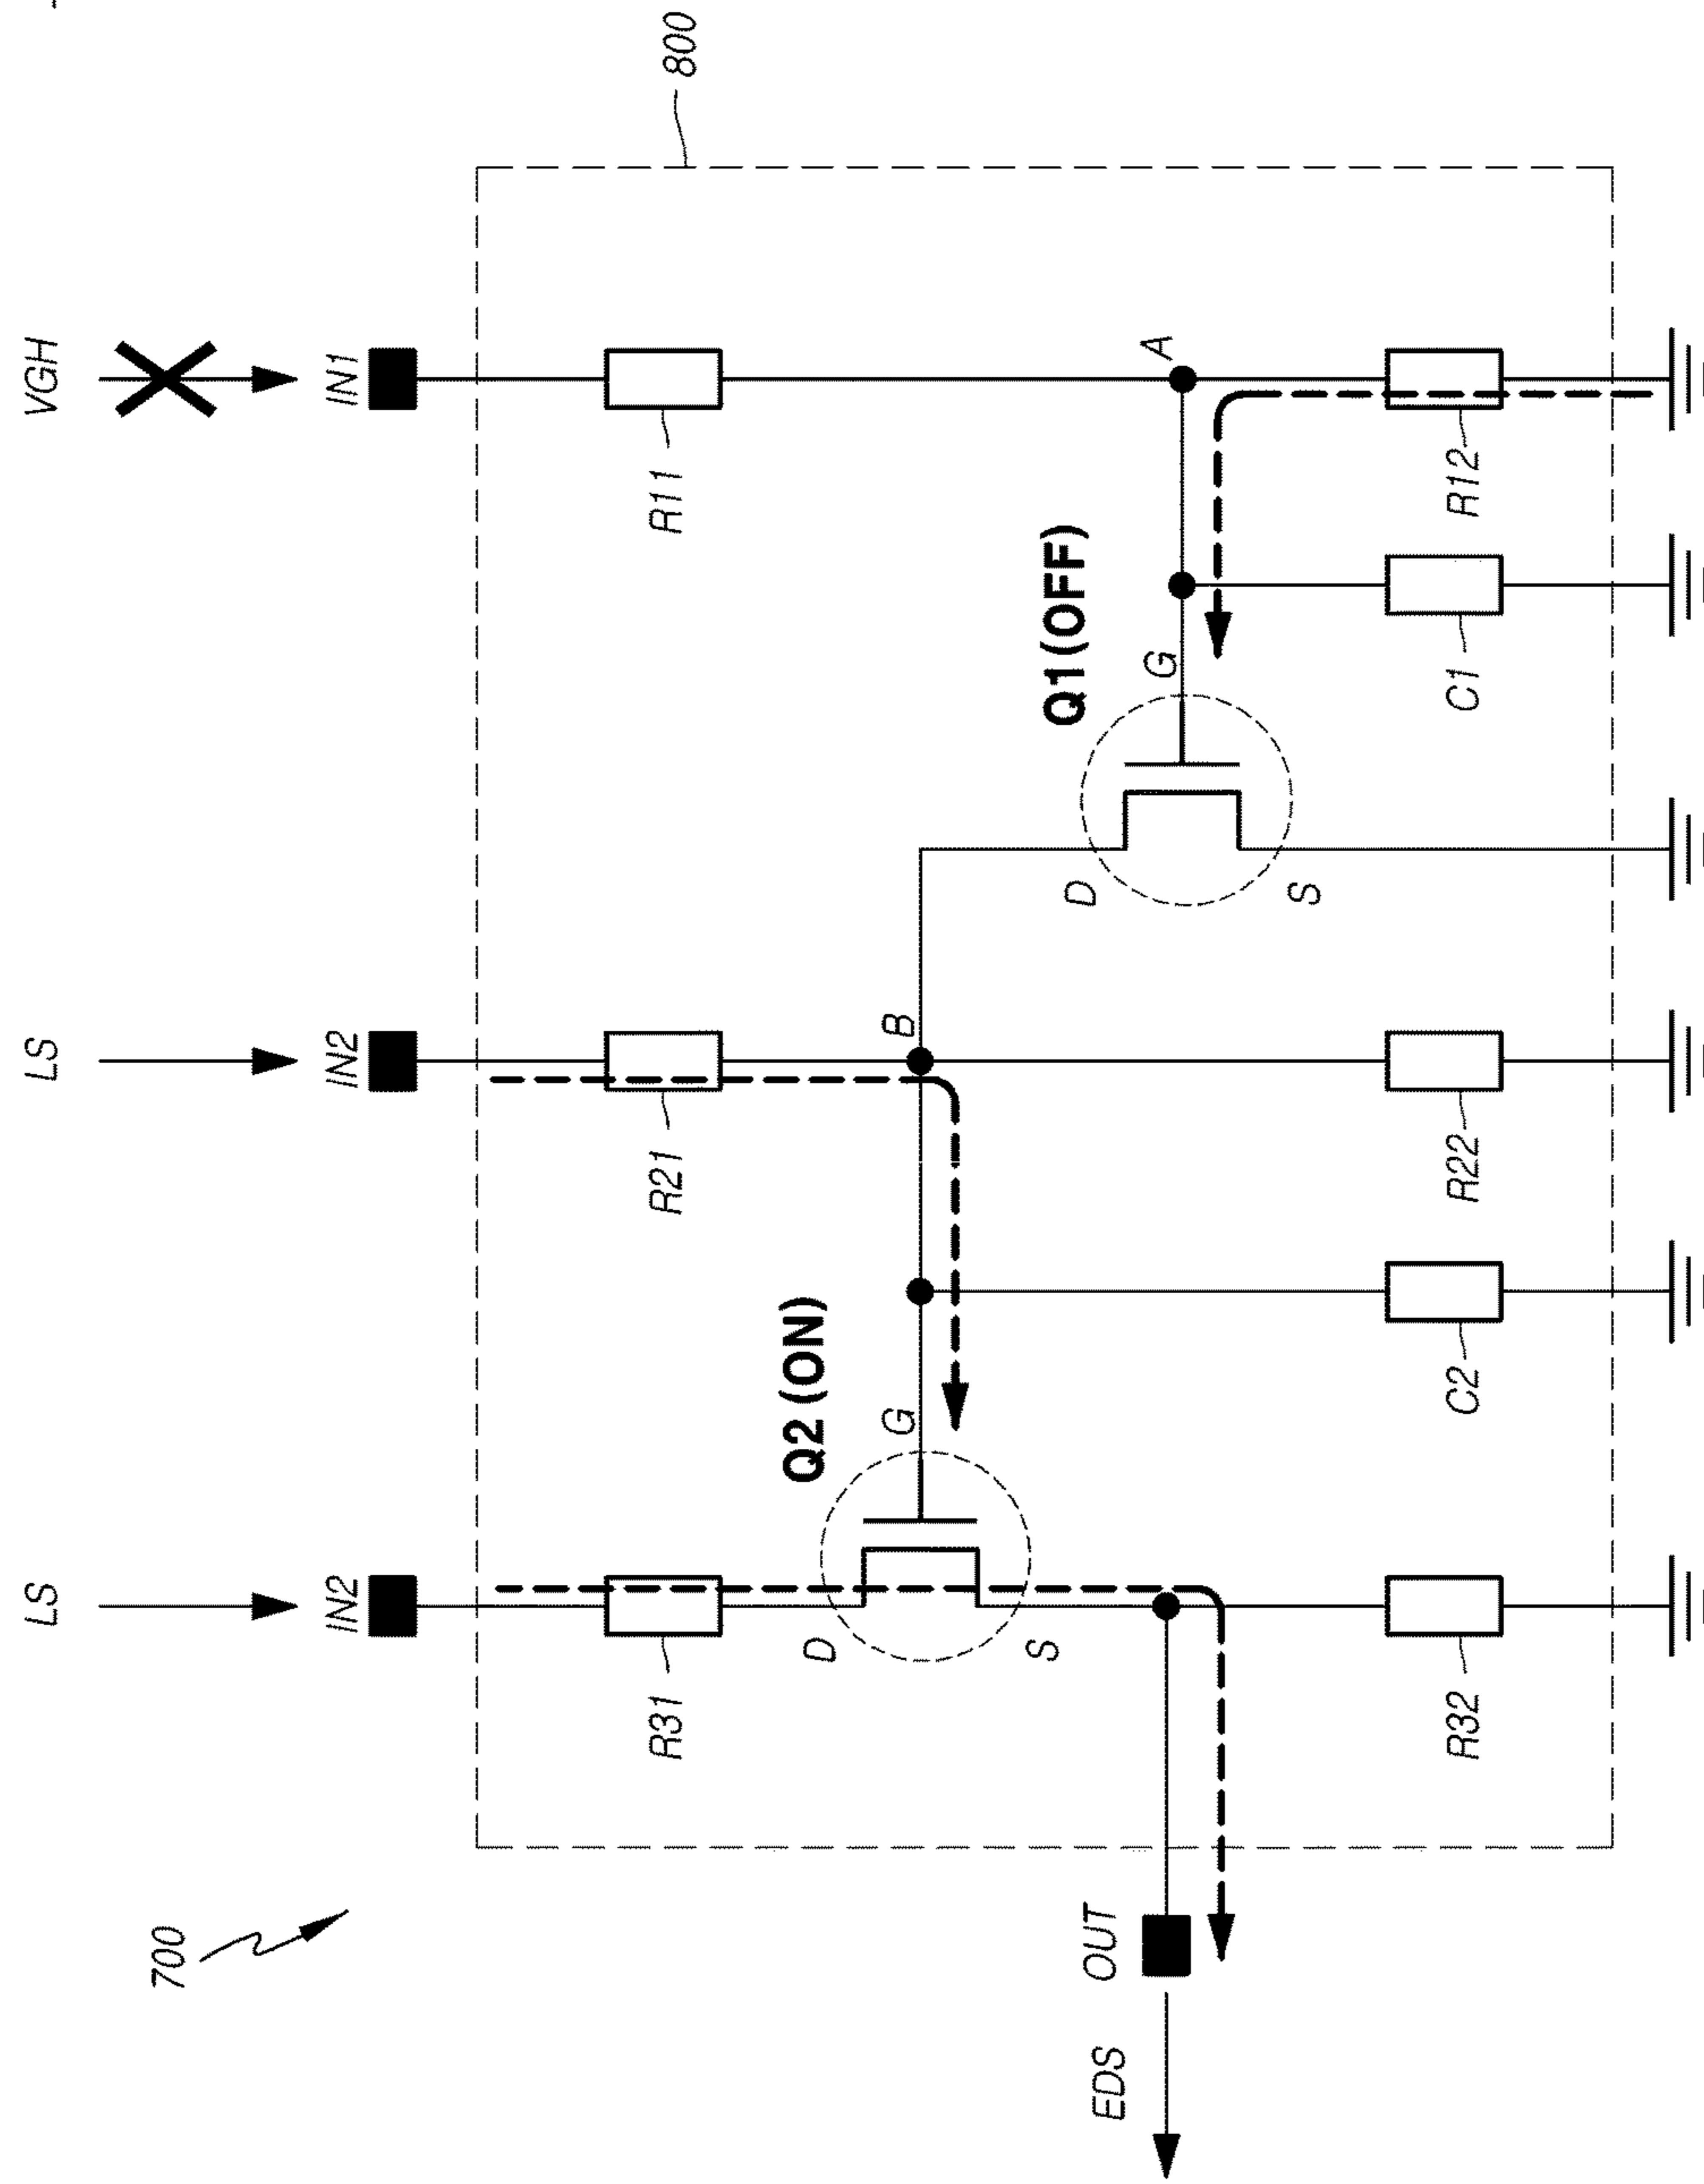 700
800
LS
LS
VGH
IN2
IN2
IN1
R31
R21
R11
Q2 (ON)
D
G
S
B
Q1(OFF)
D
G
S
A
EDS
OUT
R32
C2
R22
C1
R12